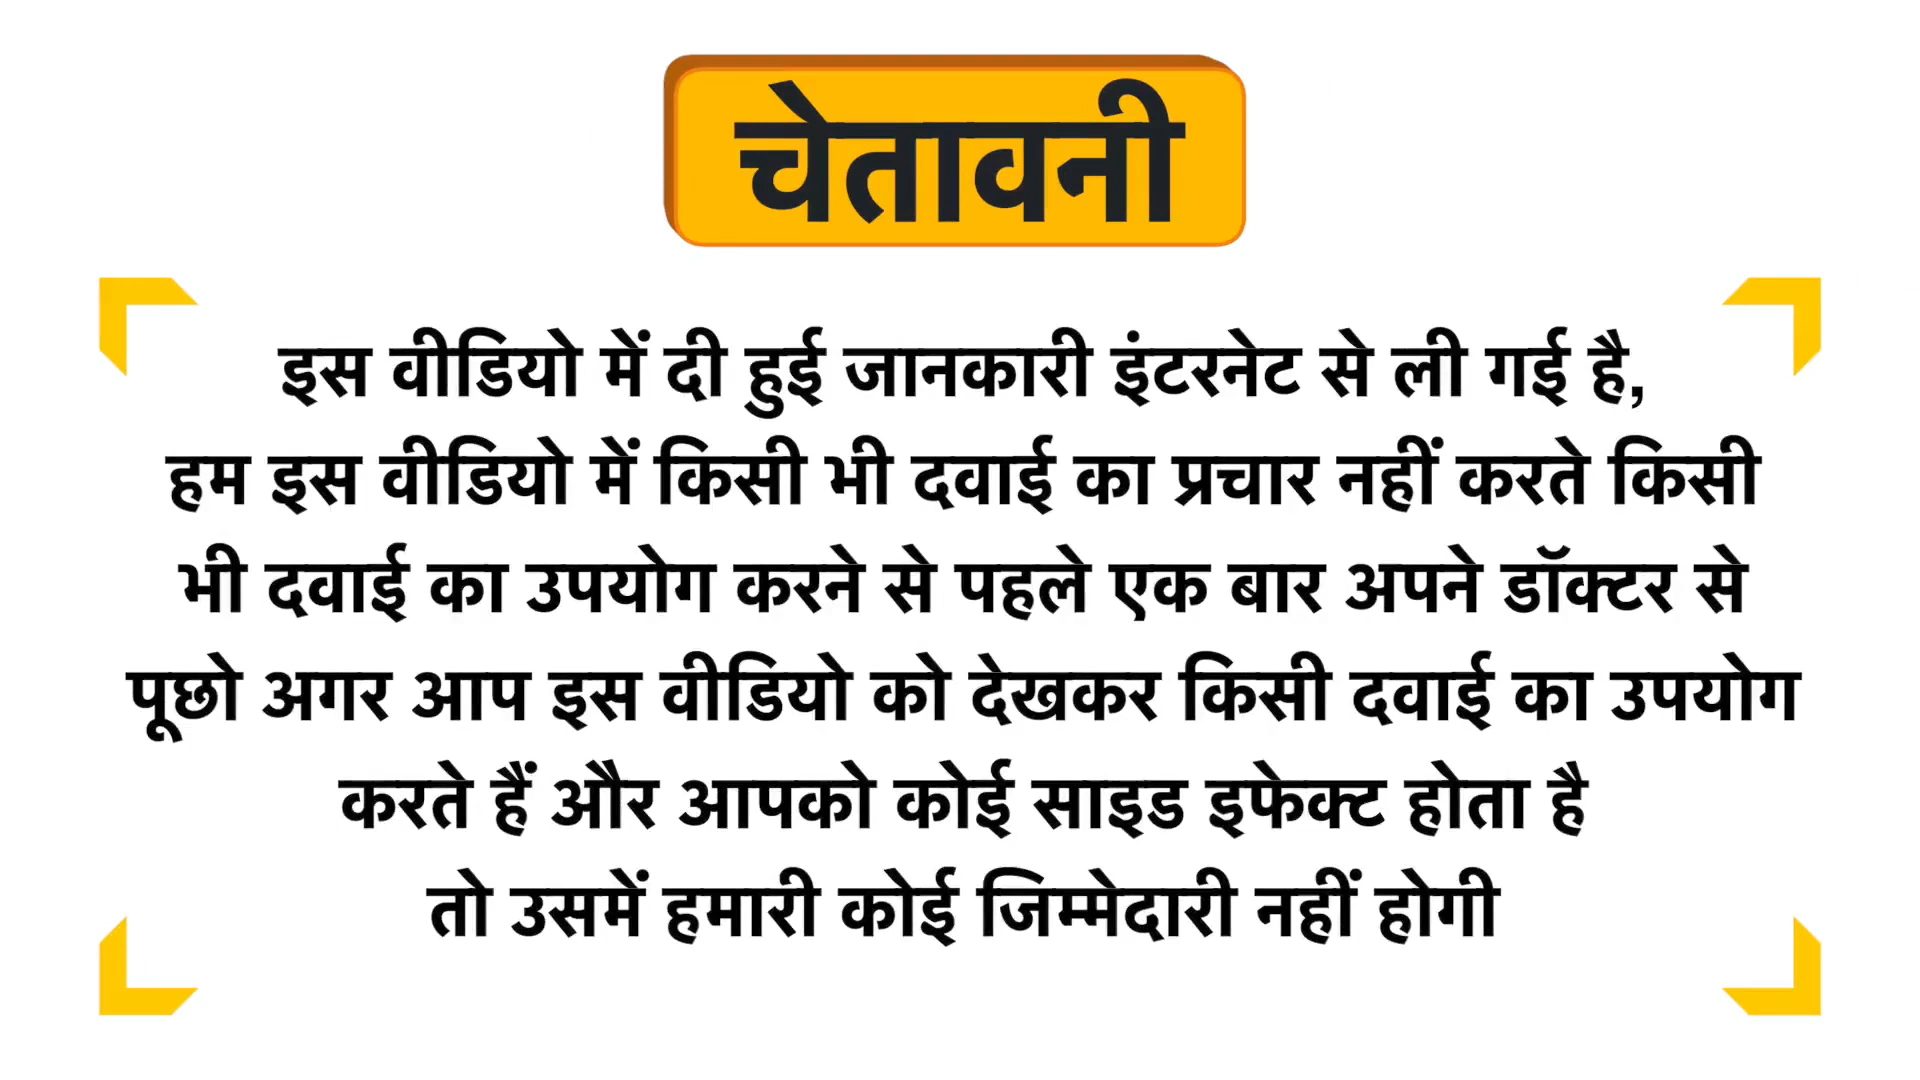 चेतावनी
इस वीडियो में दी हुई जानकारी इंटरनेट से ली गई है,
हम इस वीडियो में किसी भी दवाई का प्रचार नहीं करते किसी
भी दवाई का उपयोग करने से पहले एक बार अपने डॉक्टर से
पूछो अगर आप इस वीडियो को देखकर किसी दवाई का उपयोग
करते हैं और आपको कोई साइड इफेक्ट होता है
तो उसमें हमारी कोई जिम्मेदारी नहीं होगी